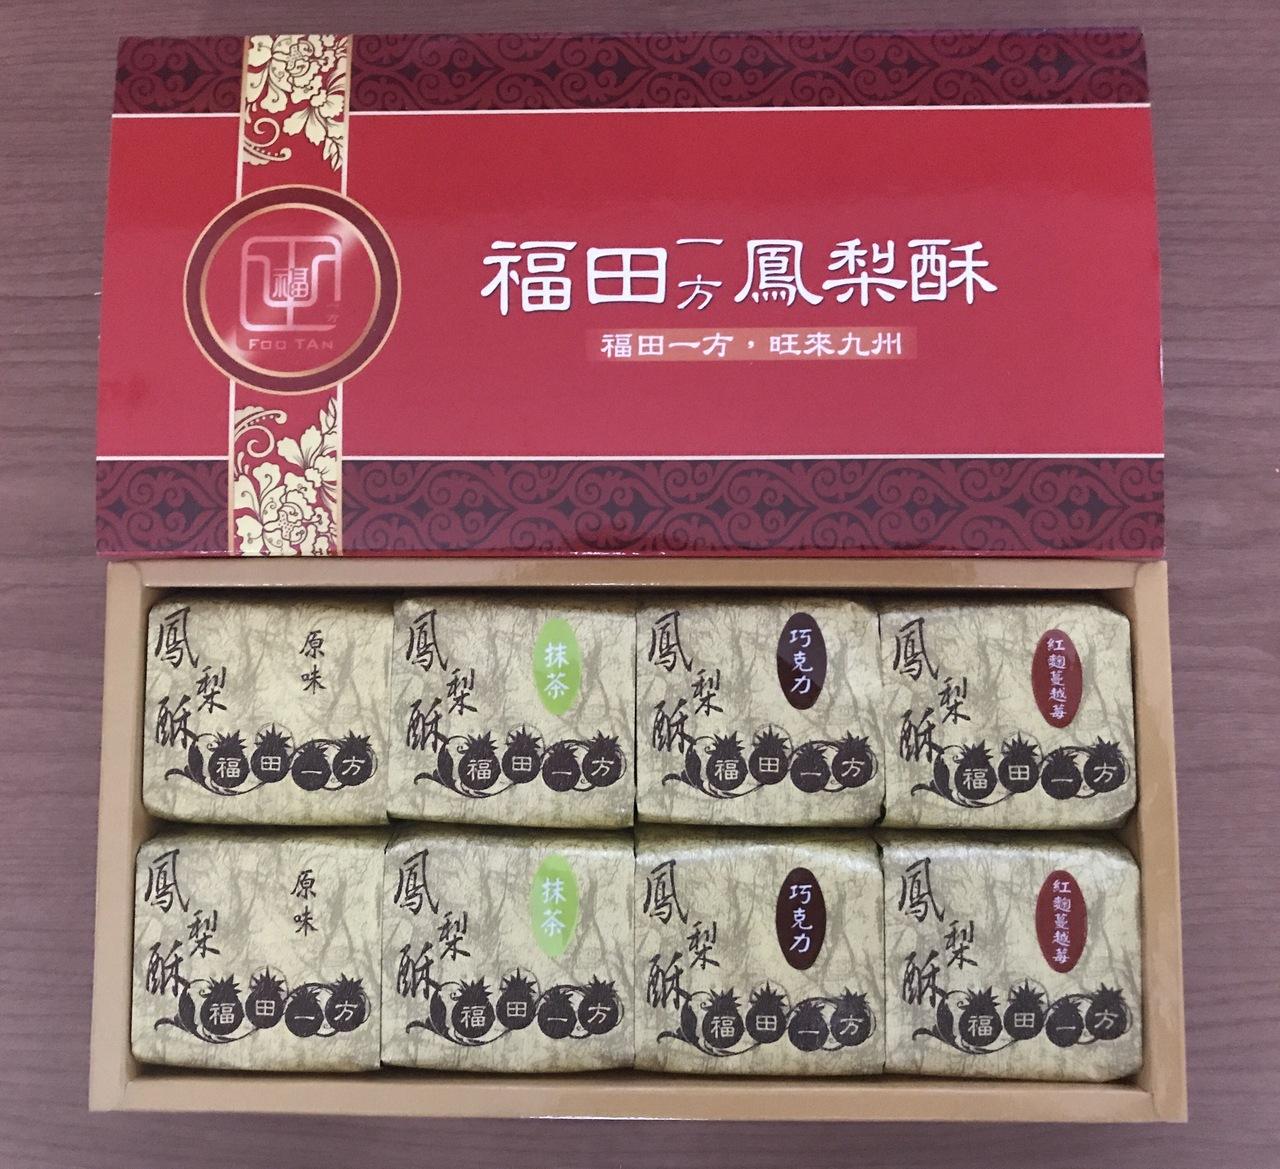 福田一方鳳梨酥
福田一方，旺來九州
福
一方
FOO TAN
鳳梨酥
原味
福田一方
鳳梨酥
抹茶
福田一方
鳳梨酥
巧克力
福田一方
鳳梨酥
紅麴蔓越莓
福田一方
鳳梨酥
原味
福田一方
鳳梨酥
抹茶
福田一方
鳳梨酥
巧克力
福田一方
鳳梨酥
紅麴蔓越莓
福田一方